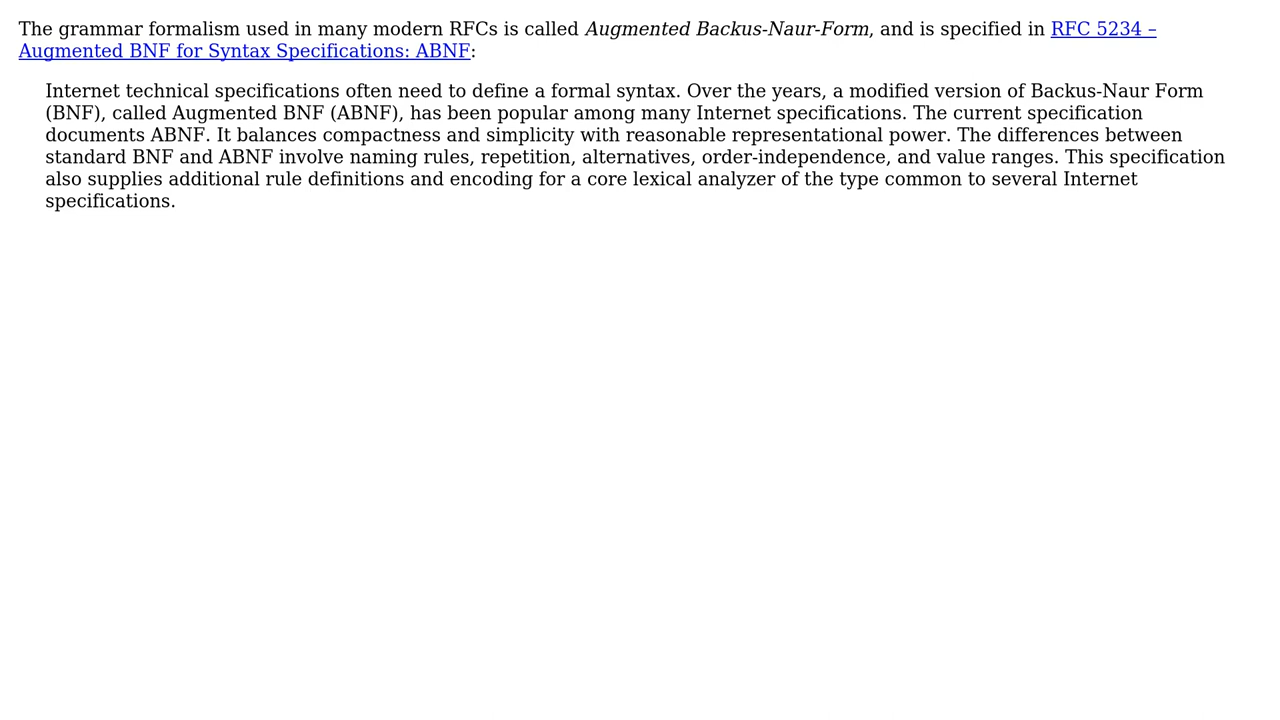 The grammar formalism used in many modern RFCs is called Augmented Backus-Naur-Form, and is specified in RFC 5234 –
Augmented BNF for Syntax Specifications: ABNF:
Internet technical specifications often need to define a formal syntax. Over the years, a modified version of Backus-Naur Form
(BNF), called Augmented BNF (ABNF), has been popular among many Internet specifications. The current specification
documents ABNF. It balances compactness and simplicity with reasonable representational power. The differences between
standard BNF and ABNF involve naming rules, repetition, alternatives, order-independence, and value ranges. This specification
also supplies additional rule definitions and encoding for a core lexical analyzer of the type common to several Internet
specifications.